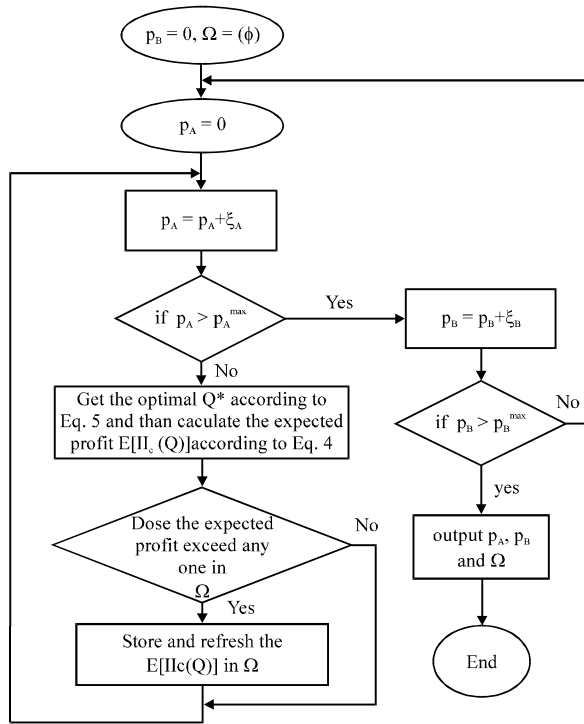 p_B = 0, Ω = (ϕ)
p_A = 0
p_A = p_A+ξ_A
if p_A > p_A^max
Yes
No
p_B = p_B+ξ_B
if p_B > p_B^max
No
yes
output p_A, p_B
and Ω
End
Get the optimal Q* according to
Eq. 5 and than caculate the expected
profit E[II_c (Q)]according to Eq. 4
Dose the expected
profit exceed any
one in
Ω
No
Yes
Store and refresh the
E[IIc(Q)] in Ω